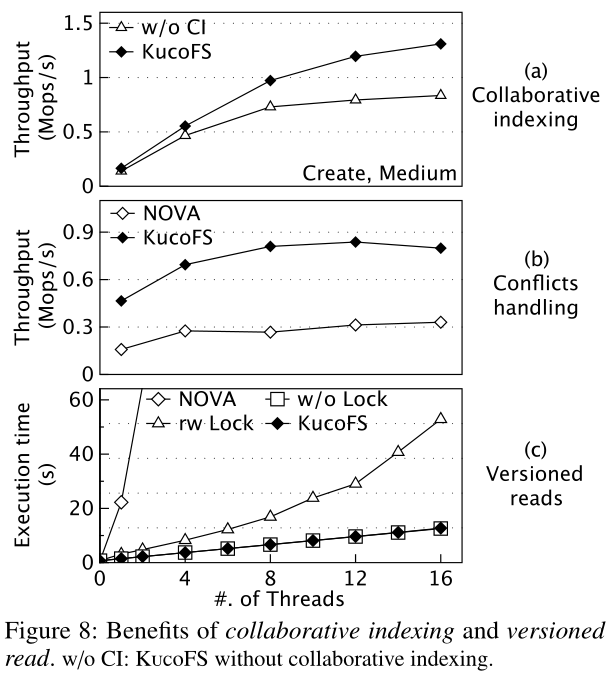 1.5
1
0.5
0
Throughput
(Mops/s)
w/o CI
KucoFS
Create, Medium
(a)
Collaborative
indexing
0.9
0.6
0.3
0
Throughput
(Mops/s)
NOVA
KucoFS
(b)
Conflicts
handling
60
40
20
0
Execution time
(s)
NOVA
w/o Lock
rw Lock
KucoFS
(c)
Versioned
reads
0 4 8 12 16
#. of Threads
Figure 8: Benefits of collaborative indexing and versioned
read. w/o CI: KUCOFS without collaborative indexing.